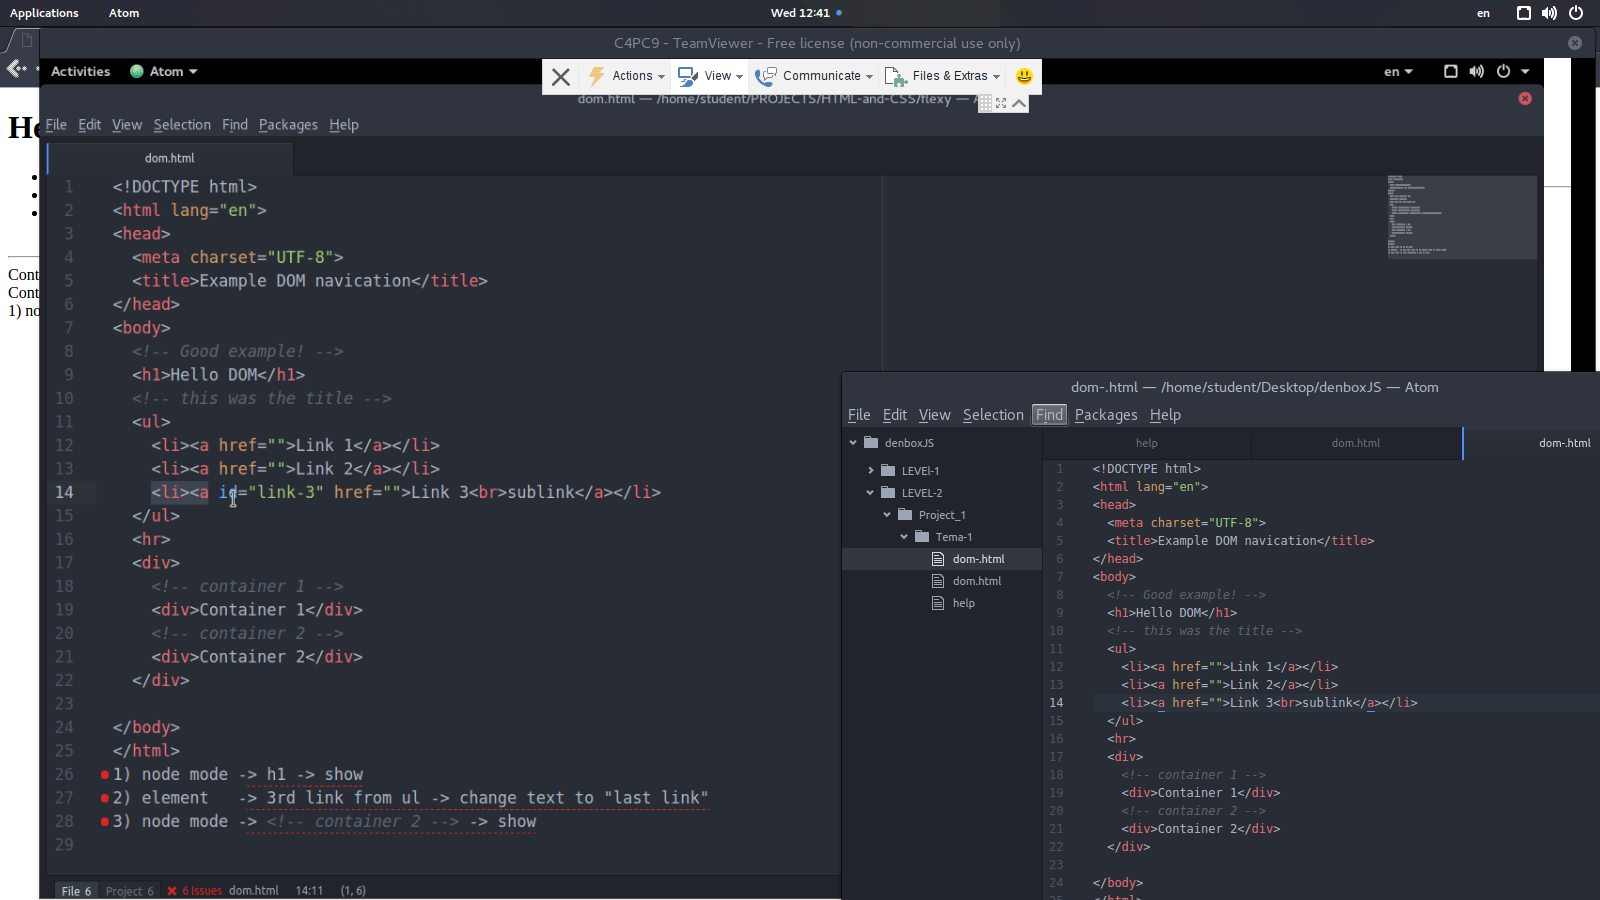 Applications Atom Wed 12:41 en
C4PC9 - TeamViewer - Free license (non-commercial use only)
Activities Atom Actions View Communicate Files & Extras en
dom.html — /home/student/PROJECTS/HTML-and-CSS/flexy —
File Edit View Selection Find Packages Help
dom.html
1 <!DOCTYPE html>
2 <html lang="en">
3 <head>
4 <meta charset="UTF-8">
5 <title>Example DOM navication</title>
6 </head>
7 <body>
8 <!-- Good example! -->
9 <h1>Hello DOM</h1>
10 <!-- this was the title -->
11 <ul>
12 <li><a href="">Link 1</a></li>
13 <li><a href="">Link 2</a></li>
14 <li><a id="link-3" href="">Link 3<br>sublink</a></li>
15 </ul>
16 <hr>
17 <div>
18 <!-- container 1 -->
19 <div>Container 1</div>
20 <!-- container 2 -->
21 <div>Container 2</div>
22 </div>
23
24 </body>
25 </html>
26 1) node mode -> h1 -> show
27 2) element -> 3rd link from ul -> change text to "last link"
28 3) node mode -> <!-- container 2 --> -> show
29
File 6 Project 6 6 Issues dom.html 14:11 (1, 6)
He
Cont
Cont
1) no
dom-.html — /home/student/Desktop/denboxJS — Atom
File Edit View Selection Find Packages Help
denboxJS
LEVEL-1
LEVEL-2
Project_1
Tema-1
dom-.html
dom.html
help
help dom.html dom-.html
1 <!DOCTYPE html>
2 <html lang="en">
3 <head>
4 <meta charset="UTF-8">
5 <title>Example DOM navication</title>
6 </head>
7 <body>
8 <!-- Good example! -->
9 <h1>Hello DOM</h1>
10 <!-- this was the title -->
11 <ul>
12 <li><a href="">Link 1</a></li>
13 <li><a href="">Link 2</a></li>
14 <li><a href="">Link 3<br>sublink</a></li>
15 </ul>
16 <hr>
17 <div>
18 <!-- container 1 -->
19 <div>Container 1</div>
20 <!-- container 2 -->
21 <div>Container 2</div>
22 </div>
23
24 </body>